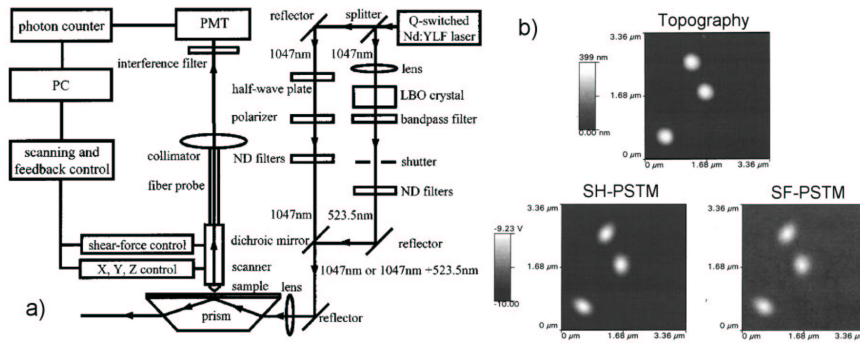 photon counter
PMT
reflector
splitter
Q-switched
Nd:YLF laser
1047nm
1047nm
interference filter
lens
PC
half-wave plate
LBO crystal
polarizer
bandpass filter
scanning and
feedback control
collimator
ND filters
shutter
fiber probe
ND filters
1047nm
523.5nm
shear-force control
dichroic mirror
reflector
X, Y, Z control
scanner
1047nm or 1047nm +523.5nm
sample
lens
a)
prism
reflector
b)
Topography
3.36 µm
399 nm
1.68 µm
0.00 nm
0 µm
0 µm
1.68 µm
3.36 µm
SH-PSTM
SF-PSTM
3.36 µm
3.36 µm
-9.23 V
1.68 µm
1.68 µm
-10.00
0 µm
0 µm
0 µm
1.68 µm
3.36 µm
0 µm
1.68 µm
3.36 µm